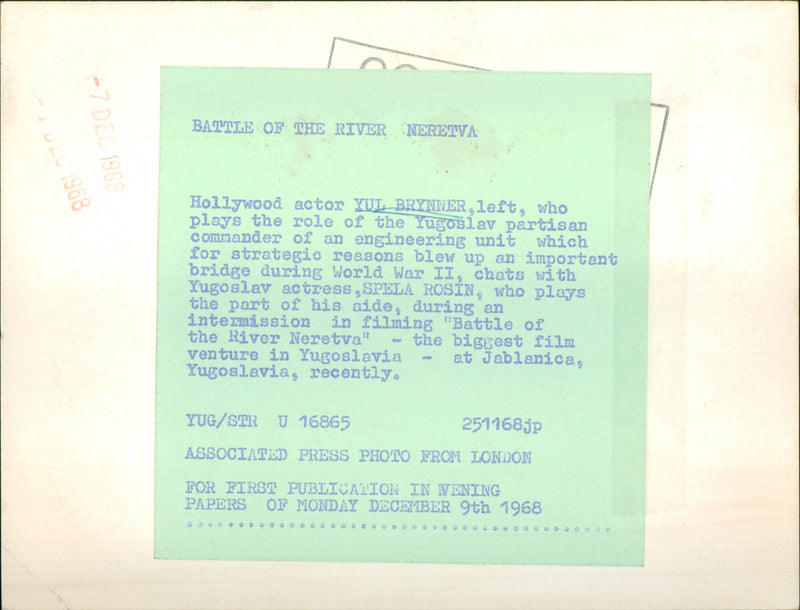 BATTLE OF THE RIVER NERETVA
Hollywood actor YUL BRYNNER,left, who
plays the role of the Yugoslav partisan
commander of an engineering unit which
for strategic reasons blew up an important
bridge during World War II, chats with
Yugoslav actress,SPELA ROSIN, who plays
the part of his aide, during an
intermission in filming "Battle of
the River Neretva" - the biggest film
venture in Yugoslavia - at Jablanica,
Yugoslavia, recently.
YUG/STR U 16865 251168jp
ASSOCIATED PRESS PHOTO FROM LONDON
FOR FIRST PUBLICATION IN EVENING
PAPERS OF MONDAY DECEMBER 9th 1968
-7 DEC 1968